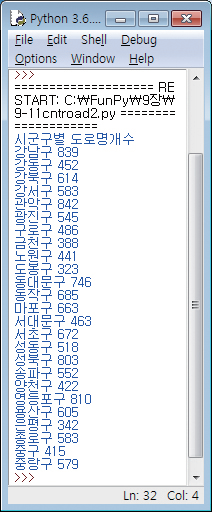 Python 3.6....
File Edit Shell Debug
Options Window Help
>>>
==================== RE
START: C:\FunPy\9장\
9-11cntroad2.py ========
============
시군구별 도로명개수
강남구 839
강동구 452
강북구 614
강서구 583
관악구 842
광진구 545
구로구 486
금천구 388
노원구 441
도봉구 323
동대문구 746
동작구 685
마포구 663
서대문구 463
서초구 672
성동구 518
성북구 803
송파구 552
양천구 422
영등포구 810
용산구 605
은평구 342
종로구 583
중구 415
중랑구 579
>>>
Ln: 32 Col: 4